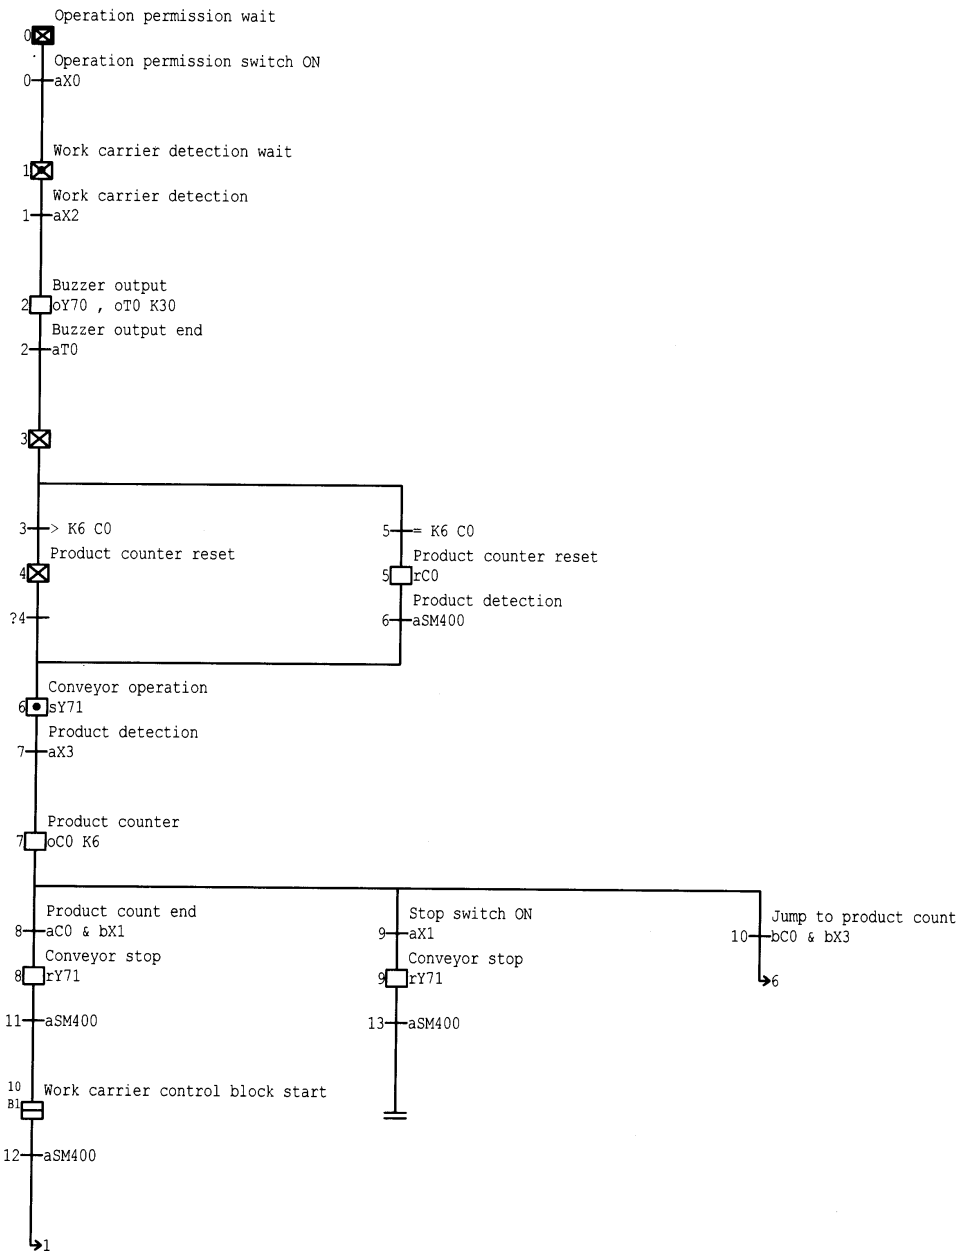 Operation permission wait
0
Operation permission switch ON
0 aX0
Work carrier detection wait
1
Work carrier detection
1 aX2
Buzzer output
2 oY70 , oT0 K30
Buzzer output end
2 aT0
3
3 > K6 C0
5 = K6 C0
Product counter reset
4
Product counter reset
5 rC0
?4
Product detection
6 aSM400
Conveyor operation
6 sY71
Product detection
7 aX3
Product counter
7 oC0 K6
Product count end
8 aC0 & bX1
Stop switch ON
9 aX1
Jump to product count
10 bC0 & bX3
Conveyor stop
8 rY71
Conveyor stop
9 rY71
6
11 aSM400
13 aSM400
10 Work carrier control block start
B1
12 aSM400
1